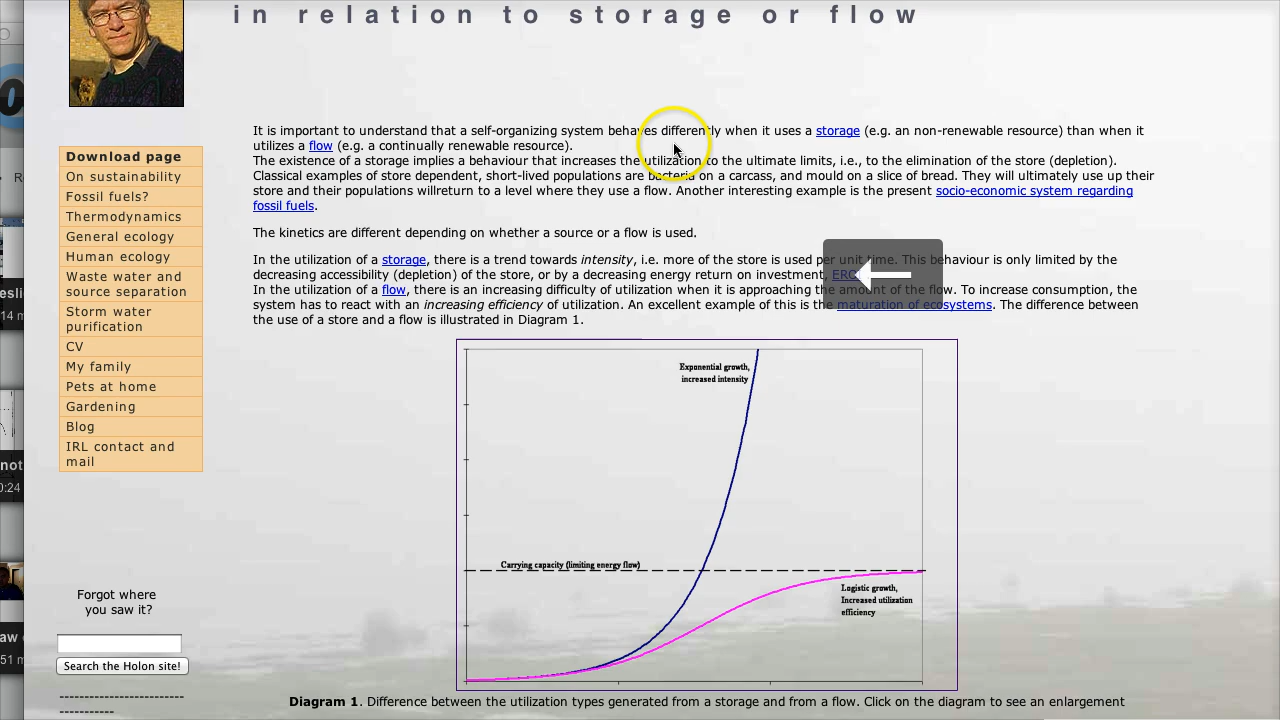 in relation to storage or flow
It is important to understand that a self-organizing system behaves differently when it uses a storage (e.g. an non-renewable resource) than when it
utilizes a flow (e.g. a continually renewable resource).
The existence of a storage implies a behaviour that increases the utilization to the ultimate limits, i.e., to the elimination of the store (depletion).
Classical examples of store dependent, short-lived populations are bacteria on a carcass, and mould on a slice of bread. They will ultimately use up their
store and their populations willreturn to a level where they use a flow. Another interesting example is the present socio-economic system regarding
fossil fuels.
The kinetics are different depending on whether a source or a flow is used.
In the utilization of a storage, there is a trend towards intensity, i.e. more of the store is used per unit time. This behaviour is only limited by the
decreasing accessibility (depletion) of the store, or by a decreasing energy return on investment,
In the utilization of a flow, there is an increasing difficulty of utilization when it is approaching the amount of the flow. To increase consumption, the
system has to react with an increasing efficiency of utilization. An excellent example of this is the maturation of ecosystems. The difference between
the use of a store and a flow is illustrated in Diagram 1.
Exponential growth,
increased intensity
Carrying capacity (limiting energy flow)
Logistic growth,
Increased utilization
efficiency
Diagram 1. Difference between the utilization types generated from a storage and from a flow. Click on the diagram to see an enlargement
Download page
On sustainability
Fossil fuels?
Thermodynamics
General ecology
Human ecology
Waste water and
source separation
Storm water
purification
CV
My family
Pets at home
Gardening
Blog
IRL contact and
mail
Forgot where
you saw it?
Search the Holon site!
-------------------------
-----------
14 m
not
0:24
aw
51 m